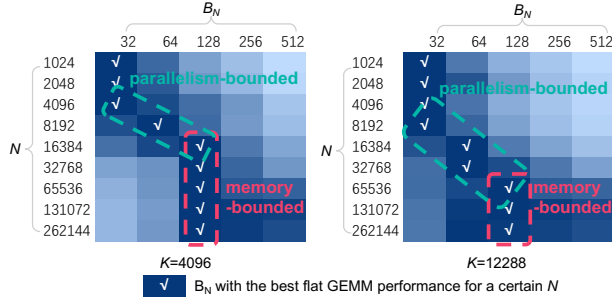 B_N
32 64 128 256 512
N
1024 √
2048 √
4096 √
8192 √
16384 √
32768 √
65536 √
131072 √
262144 √
parallelism-bounded
memory
-bounded
K=4096
B_N
32 64 128 256 512
N
1024 √
2048 √
4096 √
8192 √
16384 √
32768 √
65536 √
131072 √
262144 √
parallelism-bounded
memory
-bounded
K=12288
√ B_N with the best flat GEMM performance for a certain N